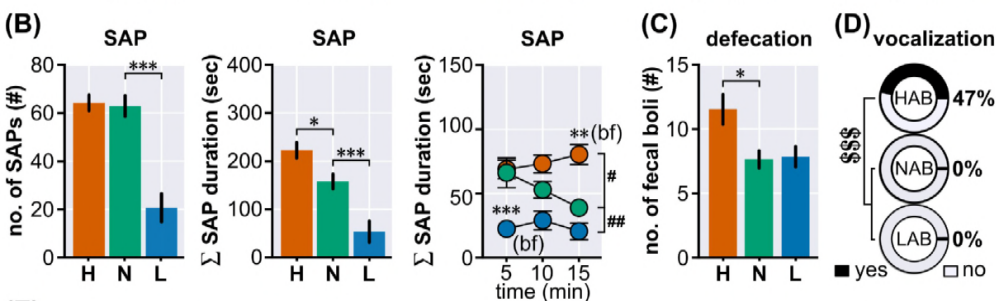 (B)
SAP
no. of SAPs (#)
80
60
40
20
0
***
H N L
SAP
∑ SAP duration (sec)
400
300
200
100
0
*
***
H N L
SAP
∑ SAP duration (sec)
150
100
50
0
** (bf)
#
##
***
(bf)
5 10 15
time (min)
(C)
defecation
no. of fecal boli (#)
15
10
5
0
*
H N L
(D) vocalization
HAB 47%
$$$
NAB 0%
LAB 0%
yes no